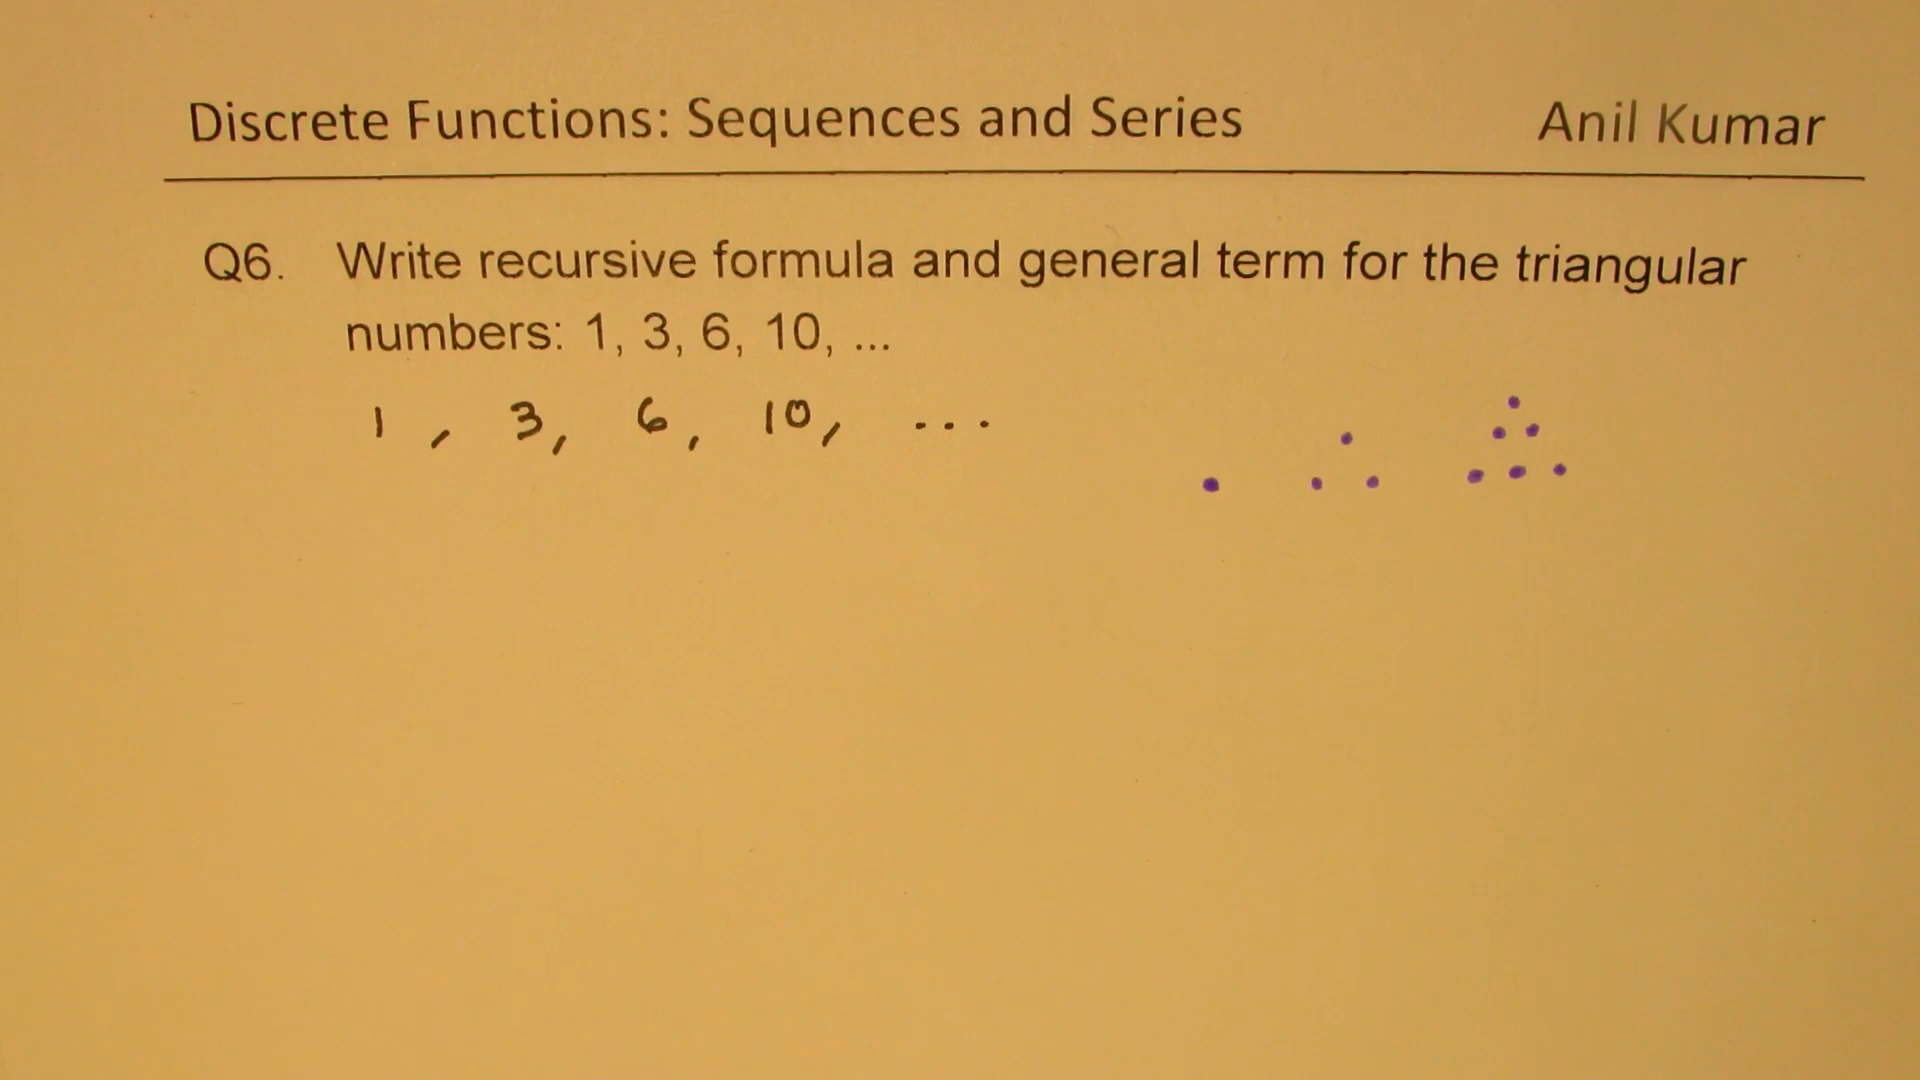 Discrete Functions: Sequences and Series Anil Kumar
Q6. Write recursive formula and general term for the triangular
numbers: 1, 3, 6, 10, ...
1, 3, 6, 10, ...